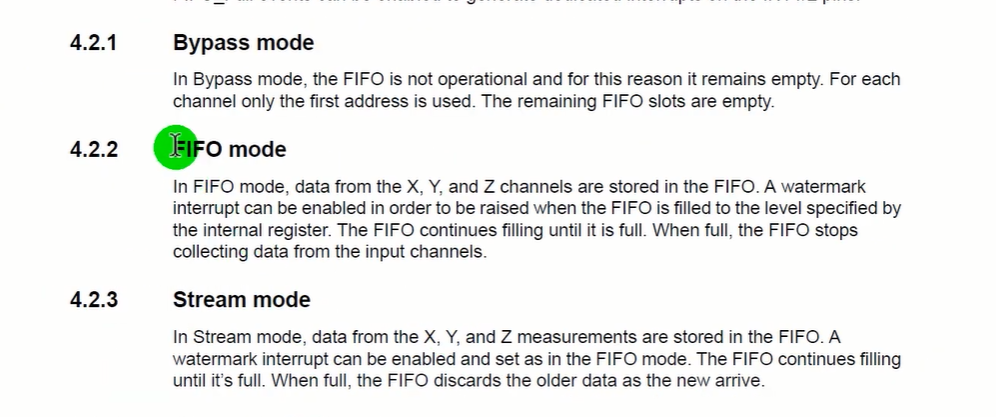 4.2.1 Bypass mode
In Bypass mode, the FIFO is not operational and for this reason it remains empty. For each
channel only the first address is used. The remaining FIFO slots are empty.
4.2.2 FIFO mode
In FIFO mode, data from the X, Y, and Z channels are stored in the FIFO. A watermark
interrupt can be enabled in order to be raised when the FIFO is filled to the level specified by
the internal register. The FIFO continues filling until it is full. When full, the FIFO stops
collecting data from the input channels.
4.2.3 Stream mode
In Stream mode, data from the X, Y, and Z measurements are stored in the FIFO. A
watermark interrupt can be enabled and set as in the FIFO mode. The FIFO continues filling
until it's full. When full, the FIFO discards the older data as the new arrive.